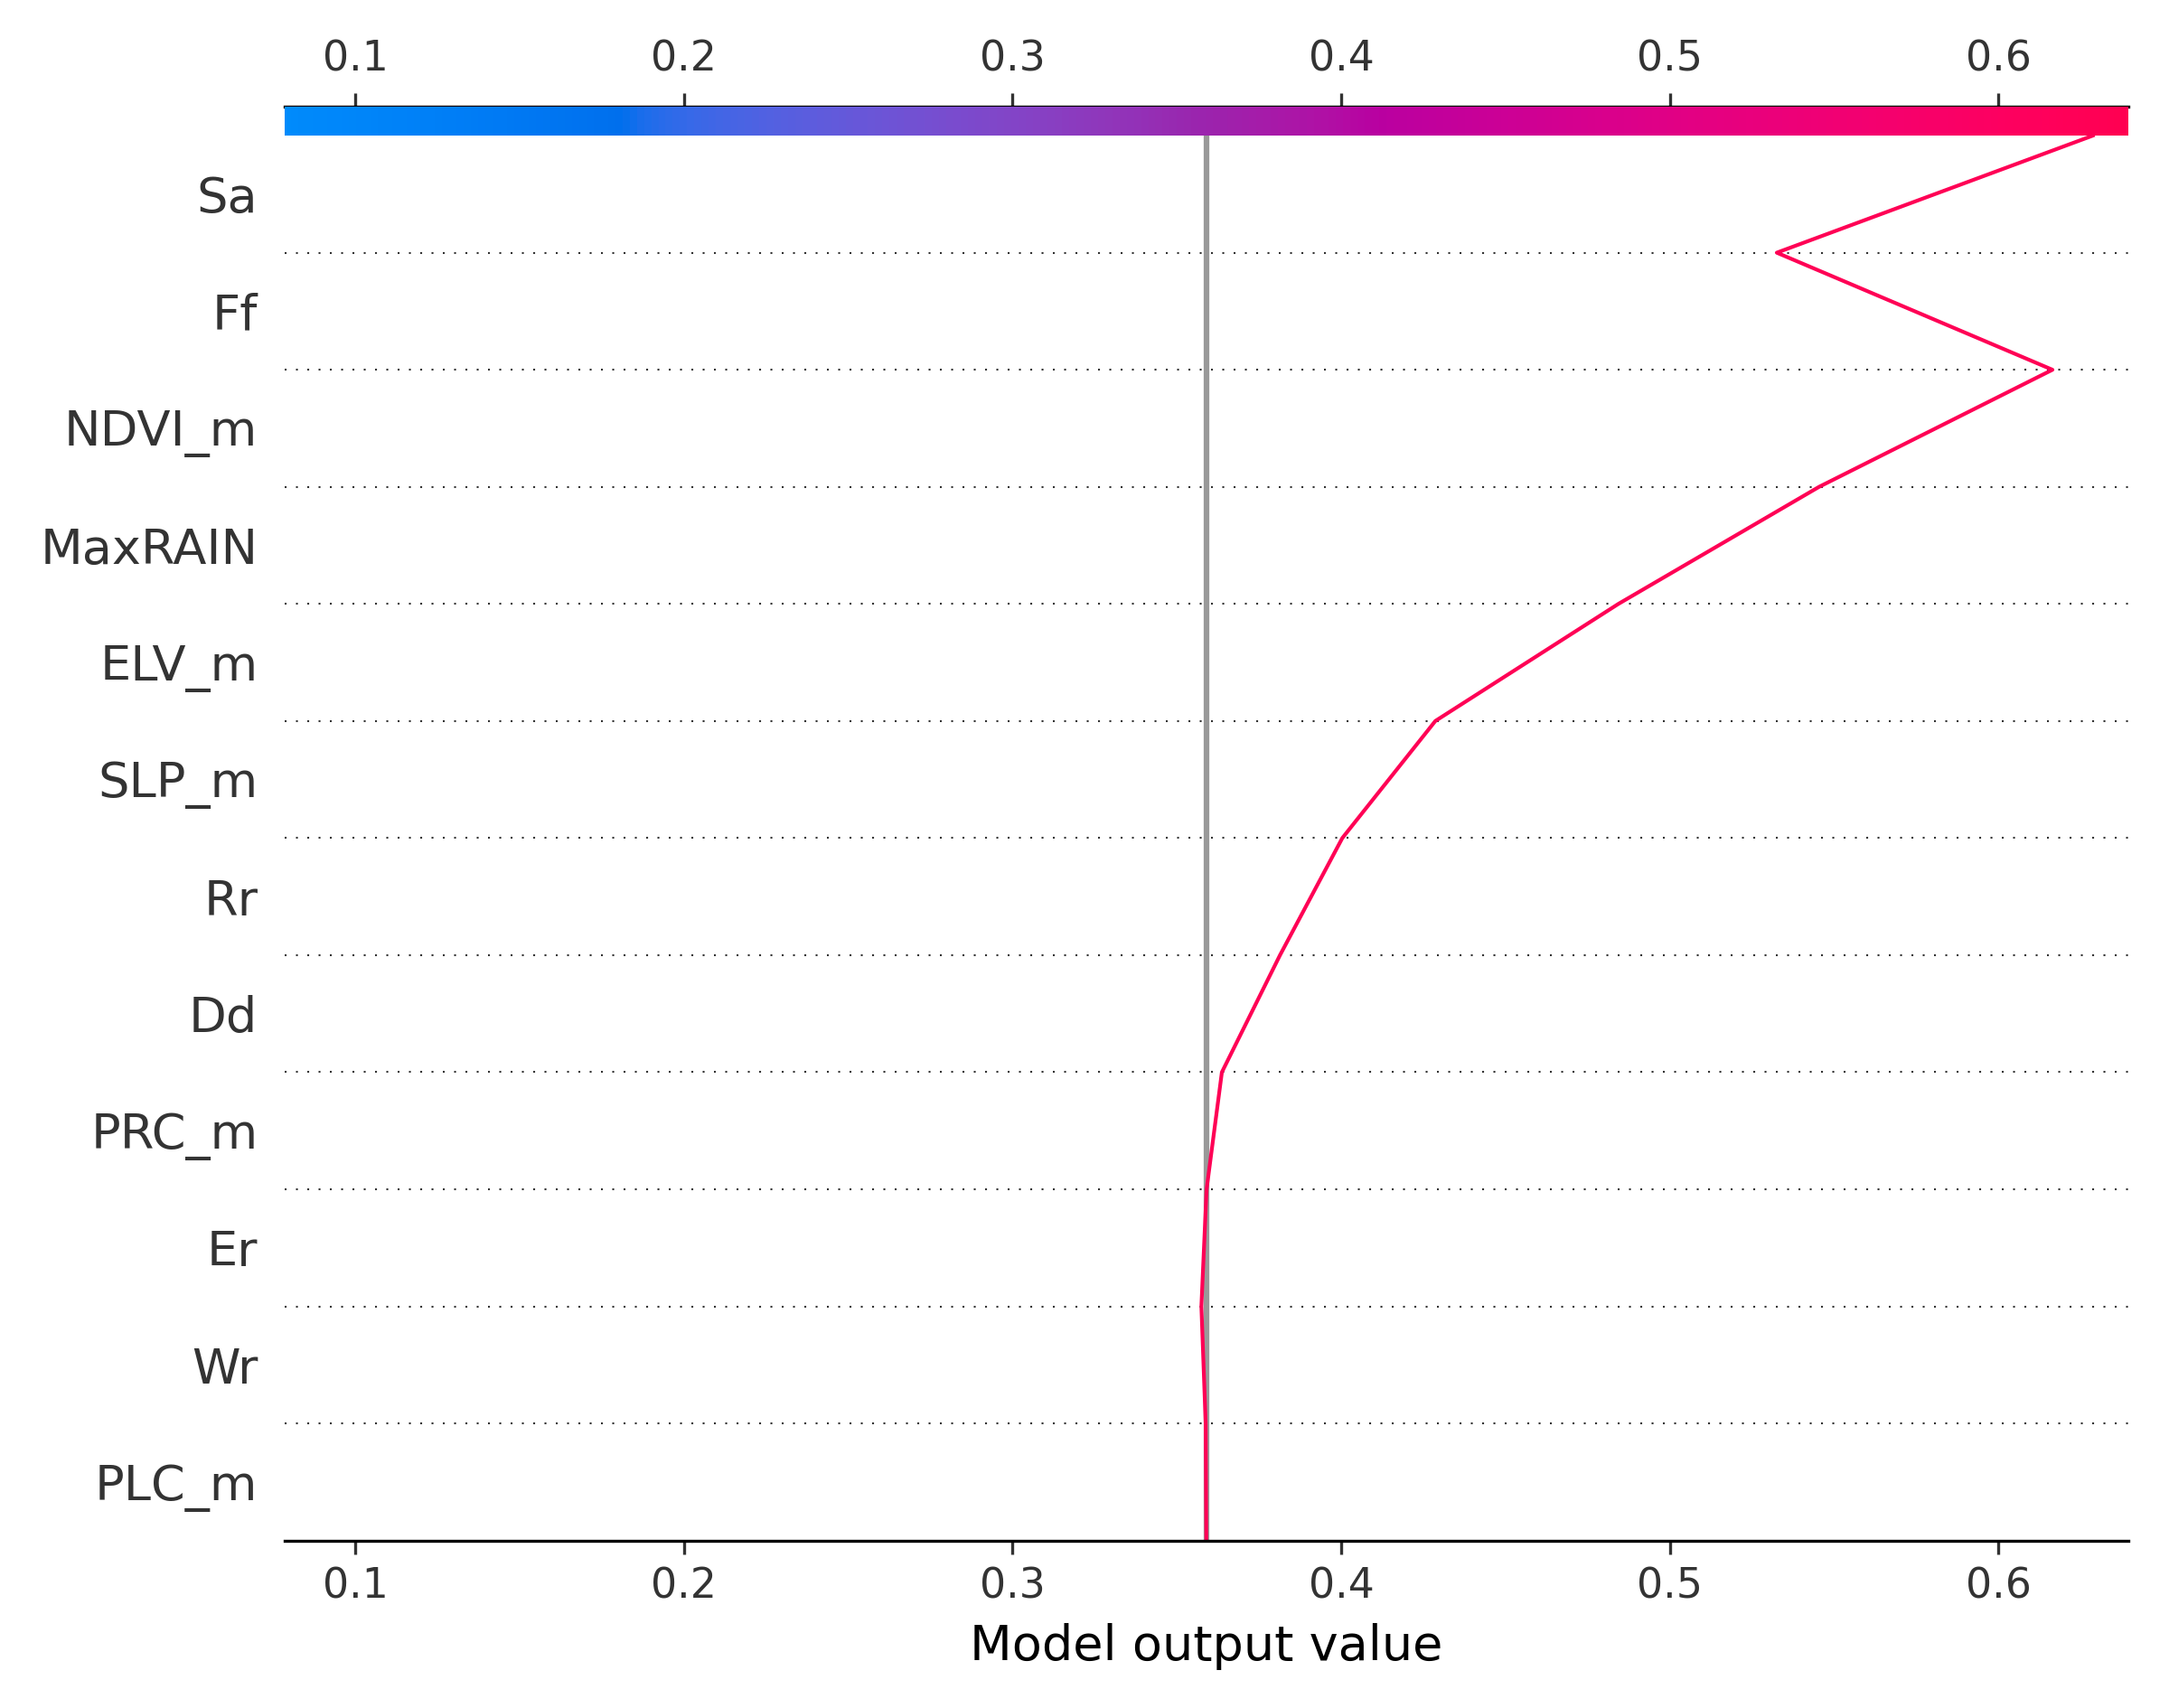 0.1 0.2 0.3 0.4 0.5 0.6
Sa
Ff
NDVI_m
MaxRAIN
ELV_m
SLP_m
Rr
Dd
PRC_m
Er
Wr
PLC_m
0.1 0.2 0.3 0.4 0.5 0.6
Model output value